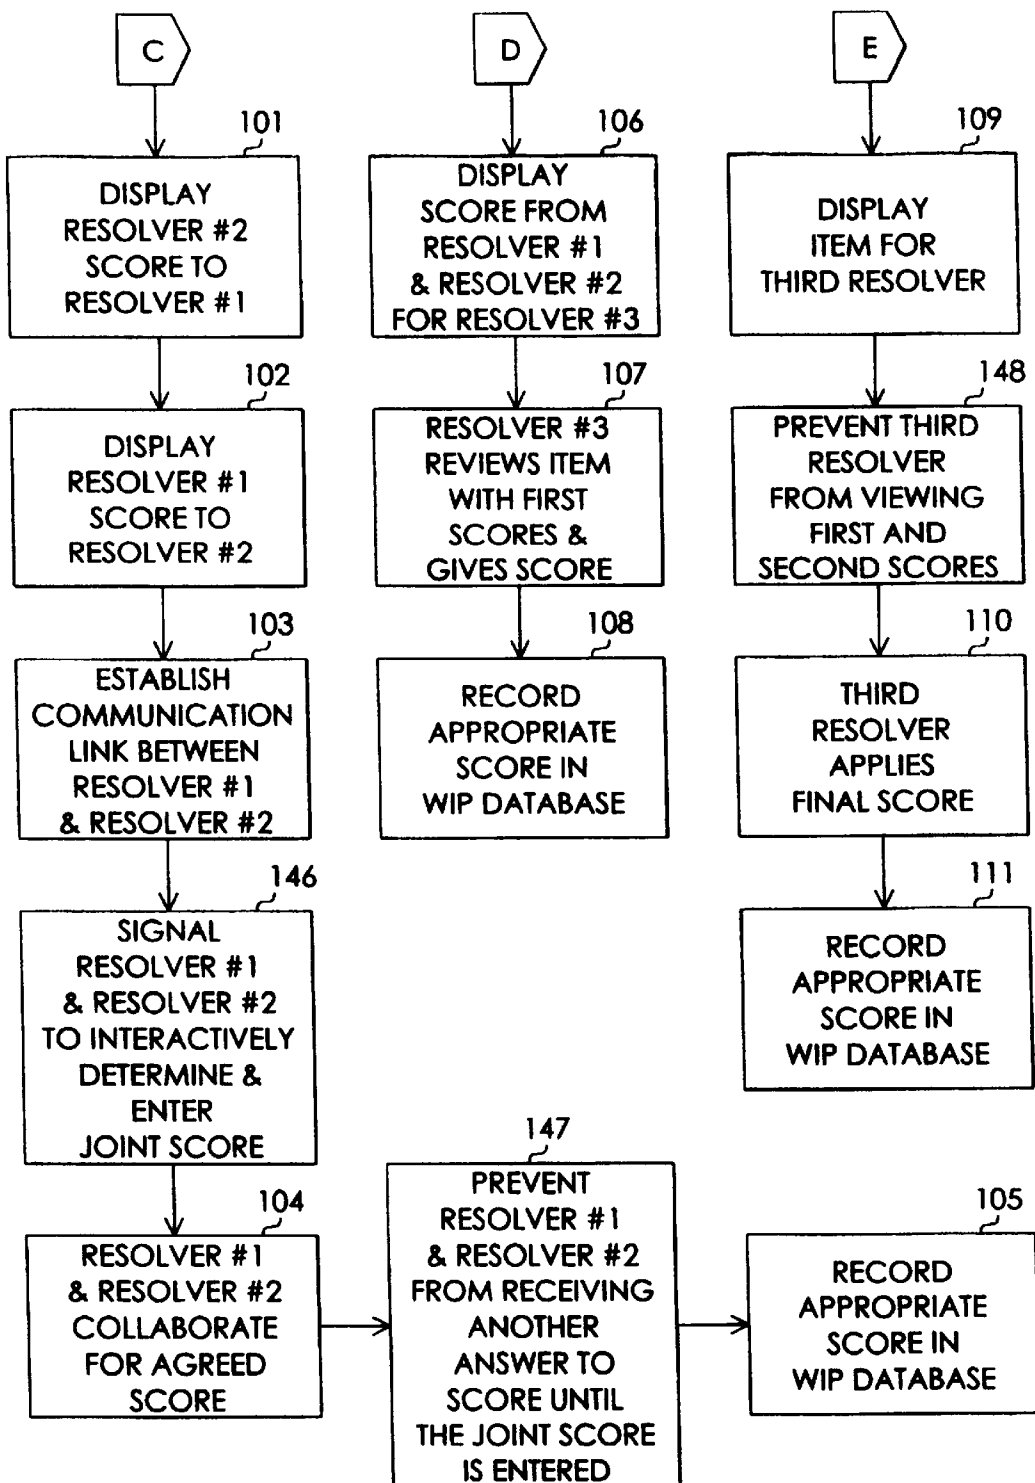 C
101
DISPLAY
RESOLVER #2
SCORE TO
RESOLVER #1
102
DISPLAY
RESOLVER #1
SCORE TO
RESOLVER #2
103
ESTABLISH
COMMUNICATION
LINK BETWEEN
RESOLVER #1
& RESOLVER #2
146
SIGNAL
RESOLVER #1
& RESOLVER #2
TO INTERACTIVELY
DETERMINE &
ENTER
JOINT SCORE
104
RESOLVER #1
& RESOLVER #2
COLLABORATE
FOR AGREED
SCORE
147
PREVENT
RESOLVER #1
& RESOLVER #2
FROM RECEIVING
ANOTHER
ANSWER TO
SCORE UNTIL
THE JOINT SCORE
IS ENTERED
105
RECORD
APPROPRIATE
SCORE IN
WIP DATABASE
D
106
DISPLAY
SCORE FROM
RESOLVER #1
& RESOLVER #2
FOR RESOLVER #3
107
RESOLVER #3
REVIEWS ITEM
WITH FIRST
SCORES &
GIVES SCORE
108
RECORD
APPROPRIATE
SCORE IN
WIP DATABASE
E
109
DISPLAY
ITEM FOR
THIRD RESOLVER
148
PREVENT THIRD
RESOLVER
FROM VIEWING
FIRST AND
SECOND SCORES
110
THIRD
RESOLVER
APPLIES
FINAL SCORE
111
RECORD
APPROPRIATE
SCORE IN
WIP DATABASE